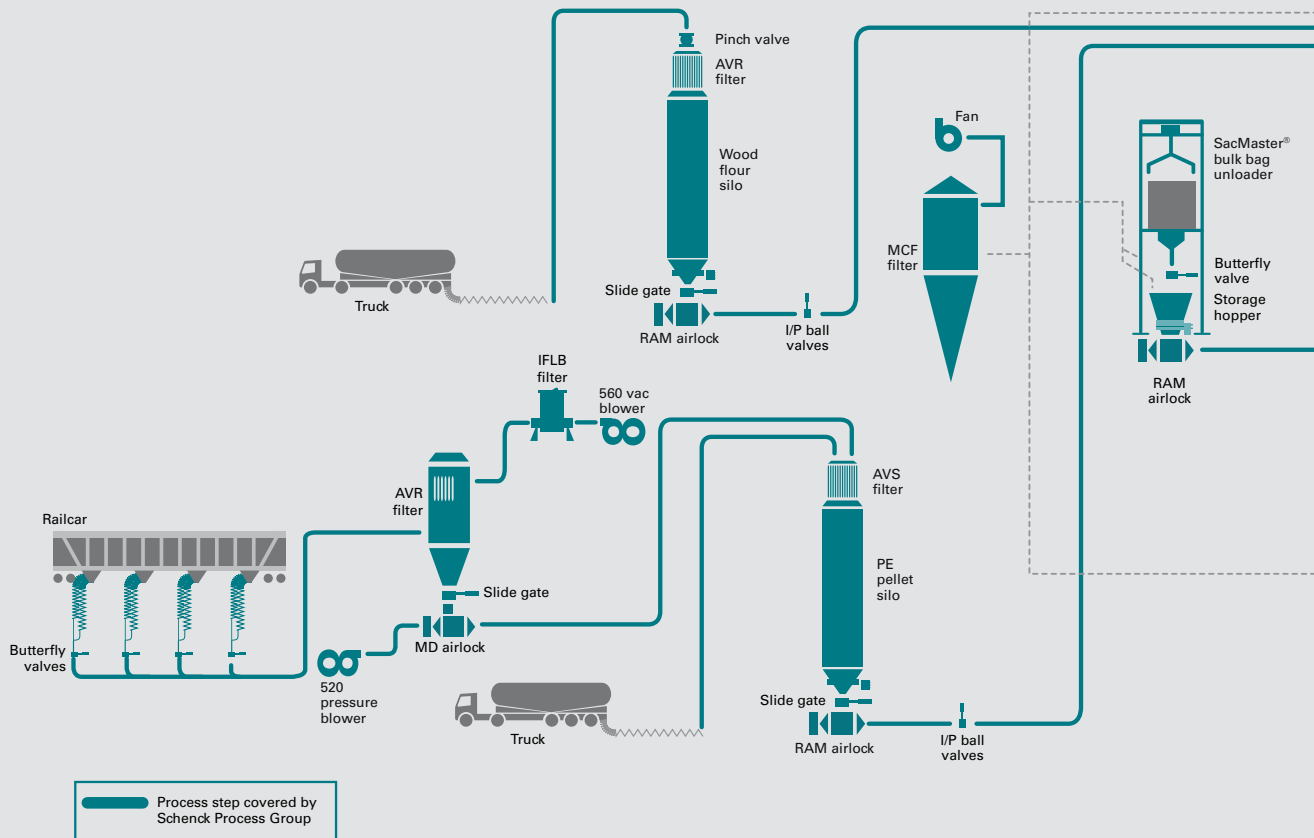 Pinch valve
AVR
filter
Fan
Wood
flour
silo
SacMaster®
bulk bag
unloader
MCF
filter
Butterfly
valve
Slide gate
Truck
Storage
hopper
RAM airlock
I/P ball
valves
IFLB
filter
RAM
airlock
560 vac
blower
AVR
filter
AVS
filter
Railcar
PE
pellet
silo
Slide gate
MD airlock
Butterfly
valves
520
pressure
blower
Slide gate
Truck
RAM airlock
I/P ball
valves
Process step covered by
Schenck Process Group